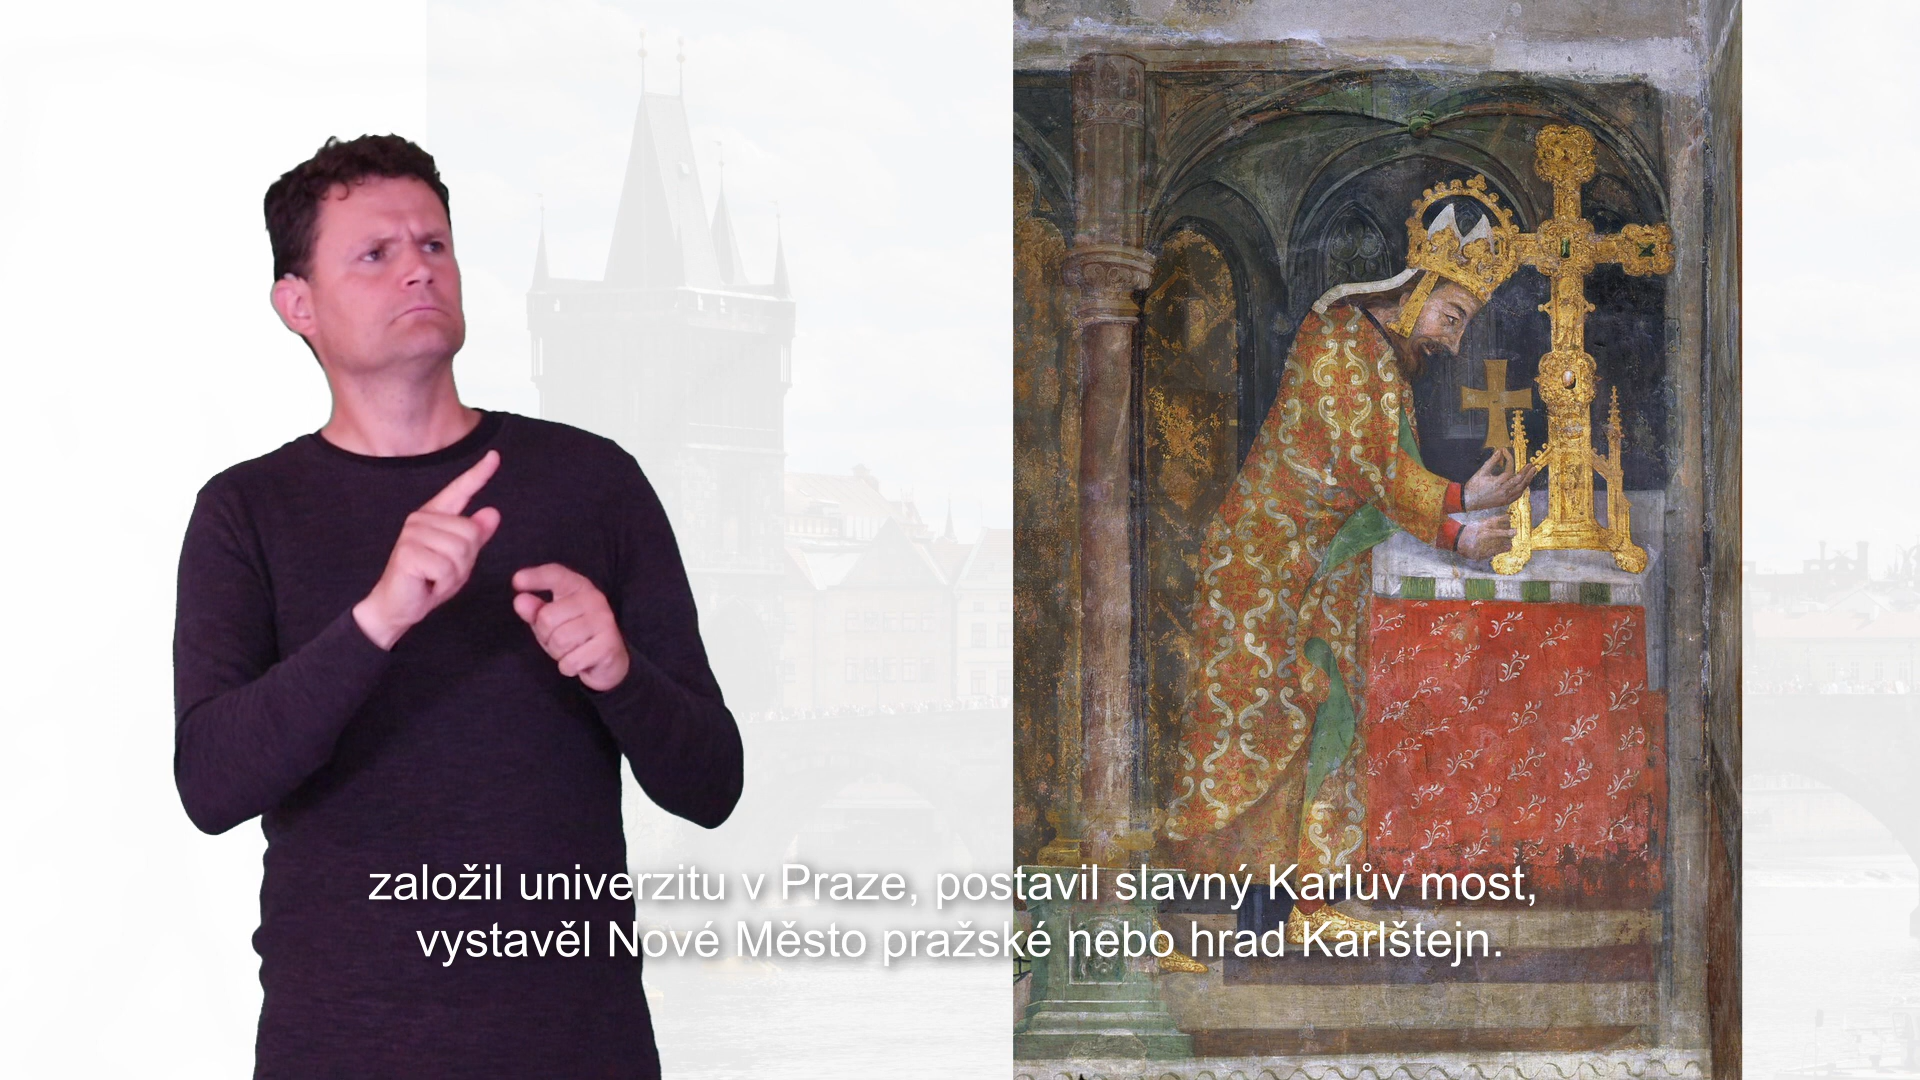 založil univerzitu v Praze, postavil slavný Karlův most,
vystavěl Nové Město pražské nebo hrad Karlštejn.